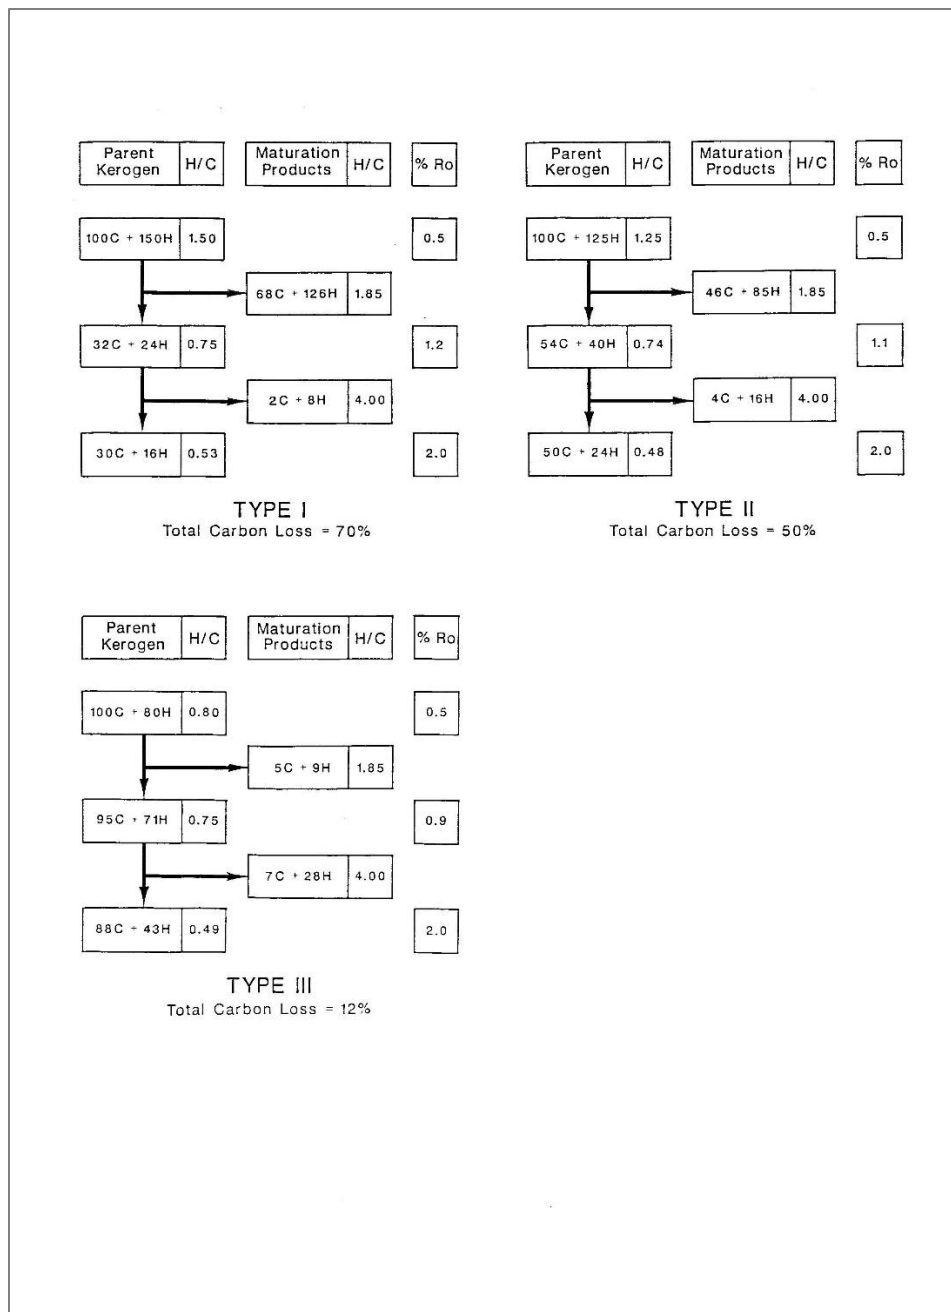 Parent Kerogen H/C Maturation Products H/C % Ro
100C + 150H 1.50 0.5
68C + 126H 1.85
32C + 24H 0.75 1.2
2C + 8H 4.00
30C + 16H 0.53 2.0
TYPE I
Total Carbon Loss = 70%
Parent Kerogen H/C Maturation Products H/C % Ro
100C + 125H 1.25 0.5
46C + 85H 1.85
54C + 40H 0.74 1.1
4C + 16H 4.00
50C + 24H 0.48 2.0
TYPE II
Total Carbon Loss = 50%
Parent Kerogen H/C Maturation Products H/C % Ro
100C + 80H 0.80 0.5
5C + 9H 1.85
95C + 71H 0.75 0.9
7C + 28H 4.00
88C + 43H 0.49 2.0
TYPE III
Total Carbon Loss = 12%